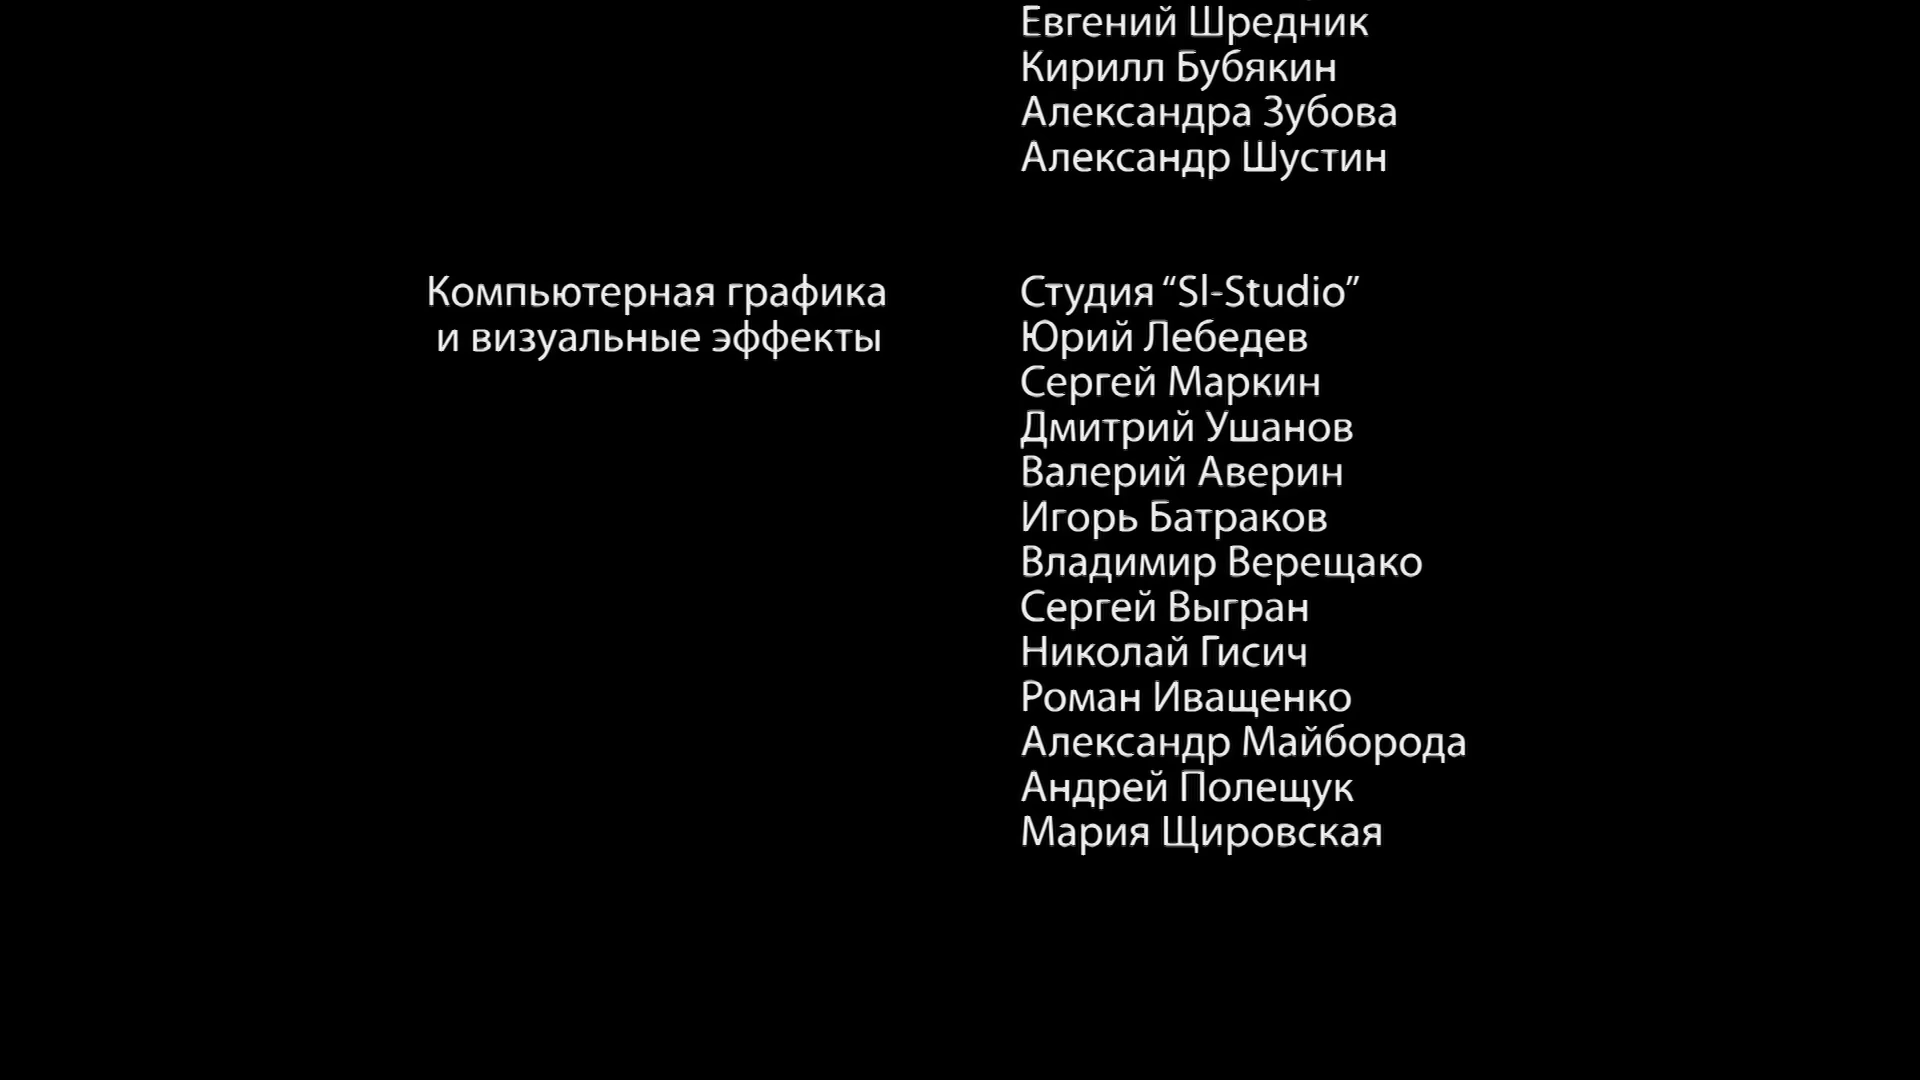 Евгений Шредник
Кирилл Бубякин
Александра Зубова
Александр Шустин
Компьютерная графика
и визуальные эффекты
Студия “Sl-Studio”
Юрий Лебедев
Сергей Маркин
Дмитрий Ушанов
Валерий Аверин
Игорь Батраков
Владимир Верещако
Сергей Выгран
Николай Гисич
Роман Иващенко
Александр Майборода
Андрей Полещук
Мария Щировская